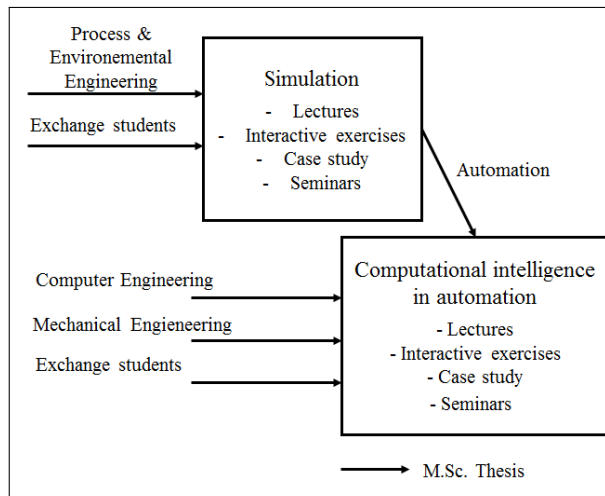 Process &
Environemental
Engineering
Exchange students
Simulation
- Lectures
- Interactive exercises
- Case study
- Seminars
Automation
Computer Engineering
Mechanical Engieneering
Exchange students
Computational intelligence
in automation
- Lectures
- Interactive exercises
- Case study
- Seminars
M.Sc. Thesis